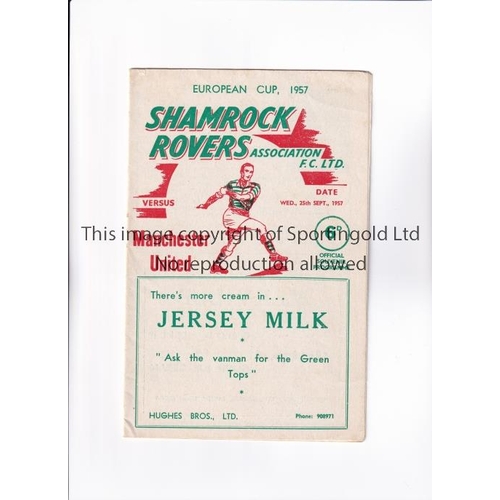 EUROPEAN CUP, 1957
SHAMROCK
ROVERS ASSOCIATION
F.C. LTD.
VERSUS
DATE
WED., 25th SEPT., 1957
This image copyright of Sportingold Ltd
Manchester
6D
United
OFFICIAL
No reproduction allowed
There's more cream in...
JERSEY MILK
"Ask the vanman for the Green
Tops"
HUGHES BROS., LTD.
Phone: 908971